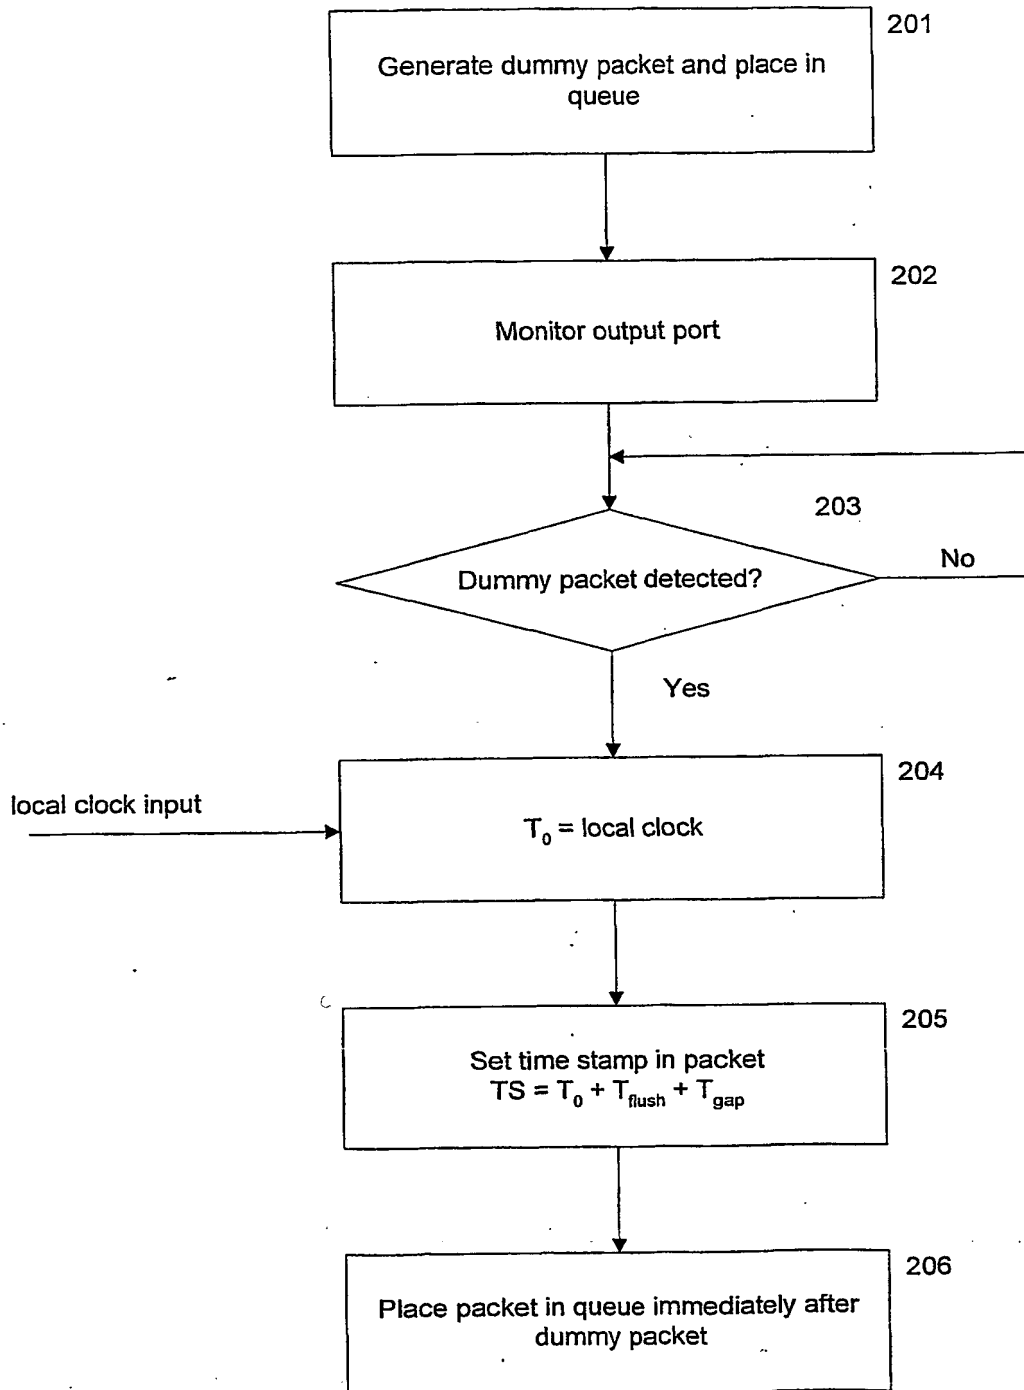 201
Generate dummy packet and place in
queue
202
Monitor output port
203
Dummy packet detected?
No
Yes
204
local clock input
T₀ = local clock
205
Set time stamp in packet
TS = T₀ + T_flush + T_gap
206
Place packet in queue immediately after
dummy packet